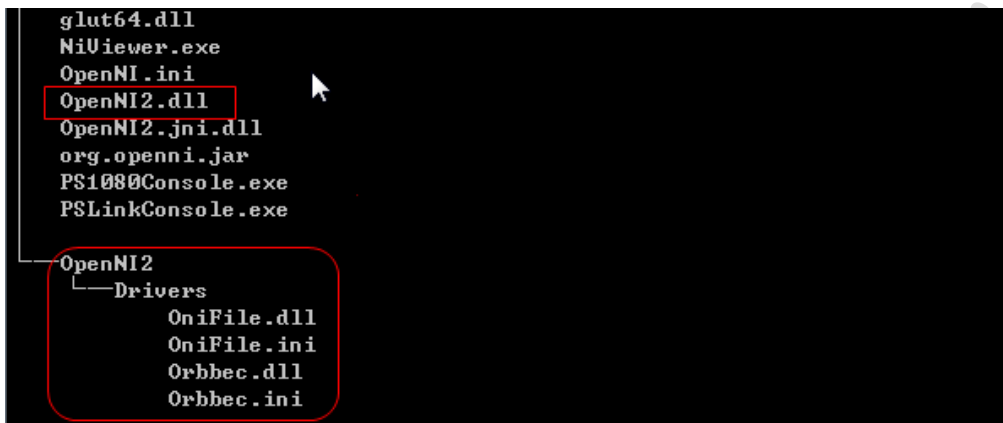 glut64.dll
NiViewer.exe
OpenNI.ini
OpenNI2.dll
OpenNI2.jni.dll
org.openni.jar
PS1080Console.exe
PSLinkConsole.exe
OpenNI2
Drivers
OniFile.dll
OniFile.ini
Orbbec.dll
Orbbec.ini